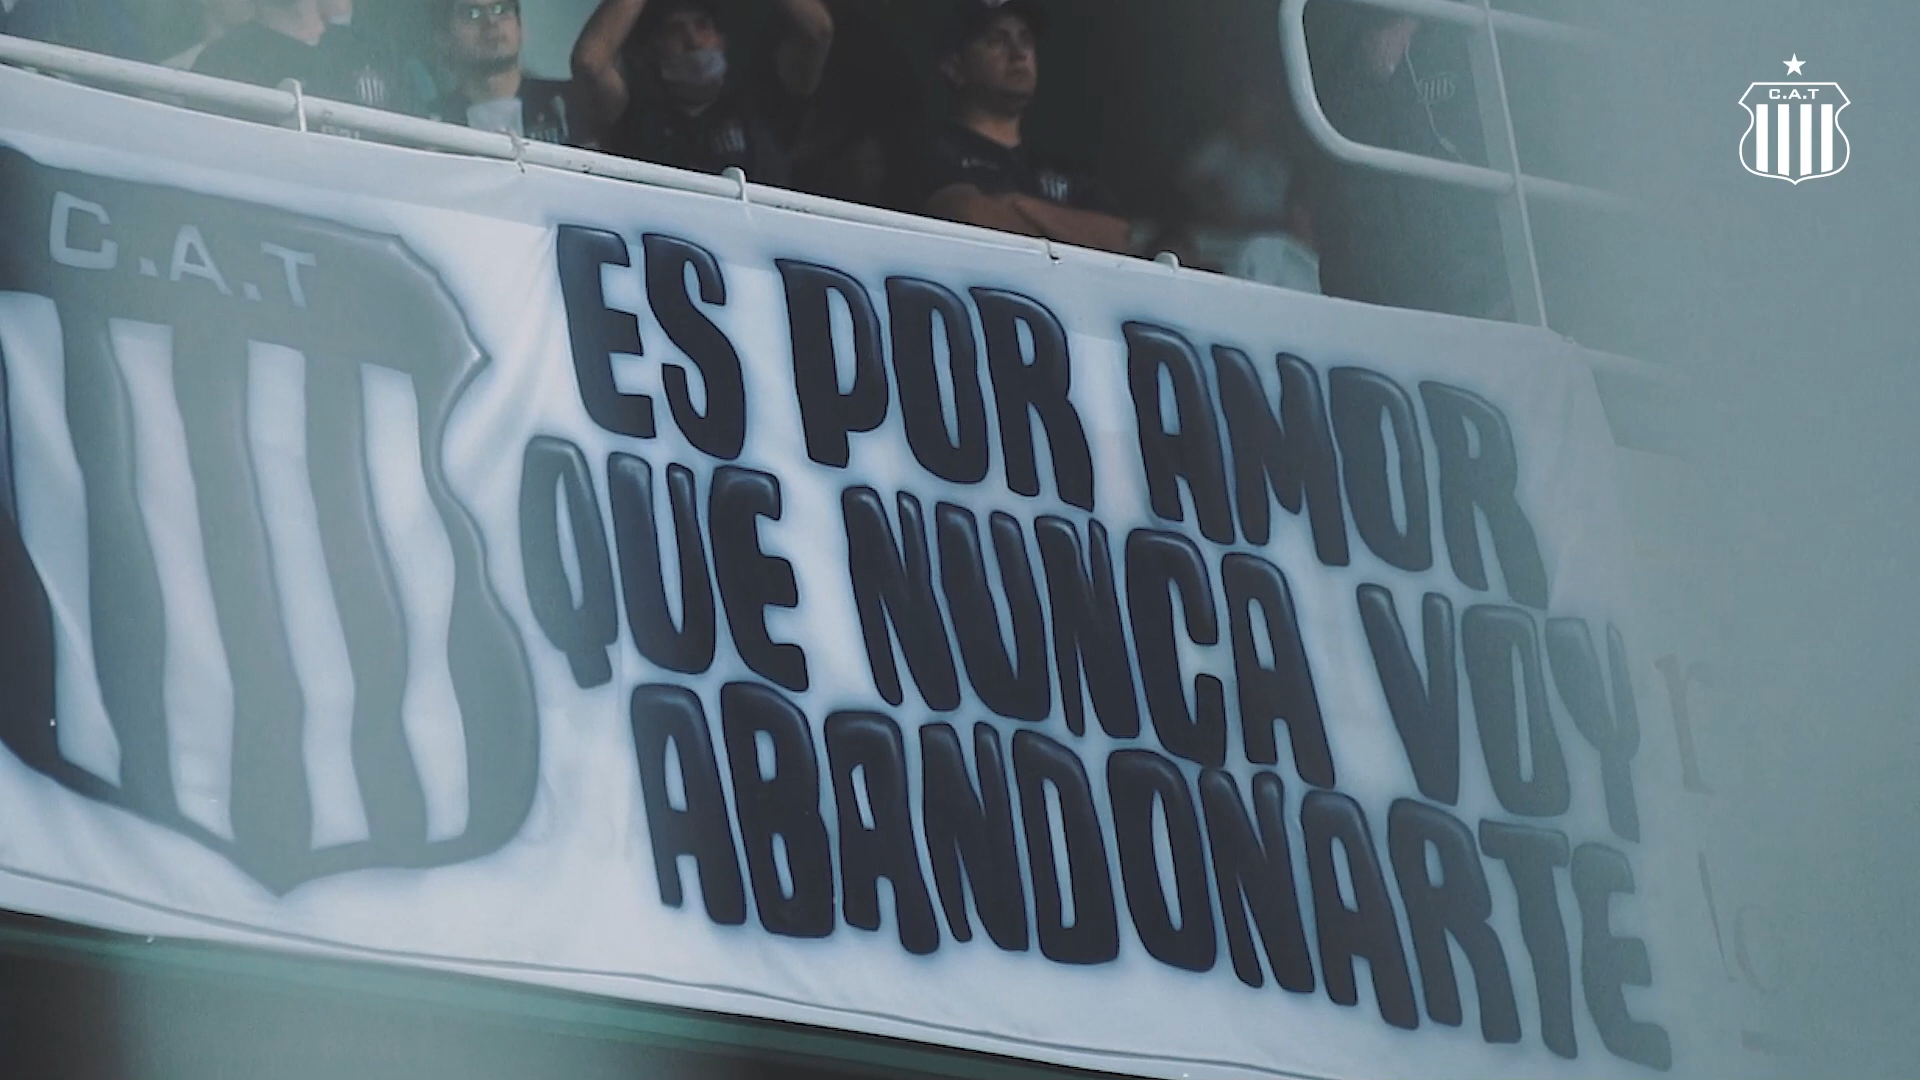 C.A.T
C.A.T
ES POR AMOR
QUE NUNCA VOY
ABANDONARTE